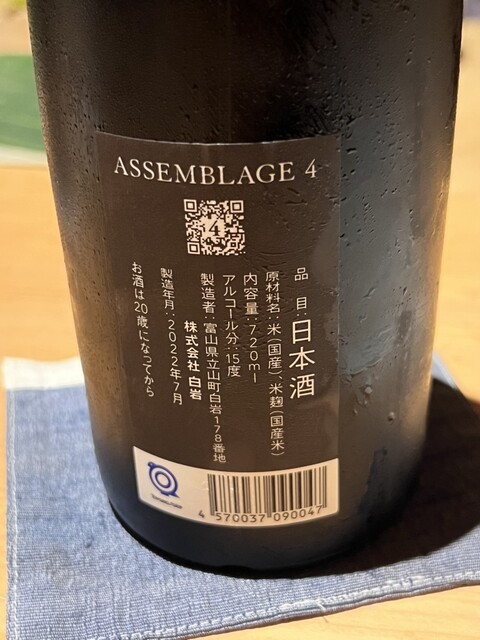 ASSEMBLAGE 4
4
品目:日本酒
原材料名:米(国産)、米麹(国産米)
内容量:720ml
アルコール分:15度
製造者:富山県立山町白岩178番地
株式会社 白岩
製造年月:2022年7月
お酒は20歳になってから
4 570037 090047